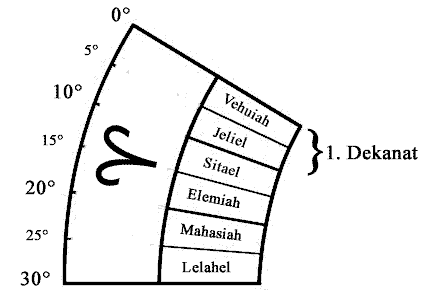 0°
5°
10°
15°
20°
25°
30°
♈
Vehuiah
Jeliel
Sitael
Elemiah
Mahasiah
Lelahel
1. Dekanat